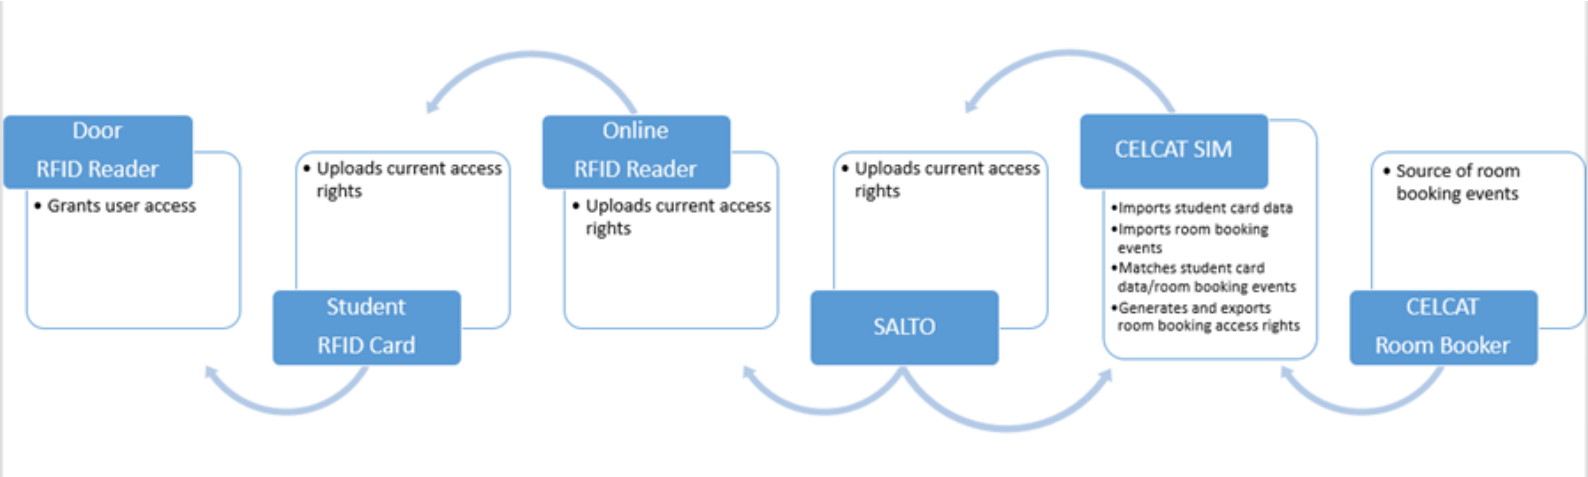 Door
RFID Reader
• Grants user access
• Uploads current access
rights
Student
RFID Card
Online
RFID Reader
• Uploads current access
rights
• Uploads current access
rights
SALTO
CELCAT SIM
•Imports student card data
•Imports room booking
events
•Matches student card
data/room booking events
•Generates and exports
room booking access rights
• Source of room
booking events
CELCAT
Room Booker